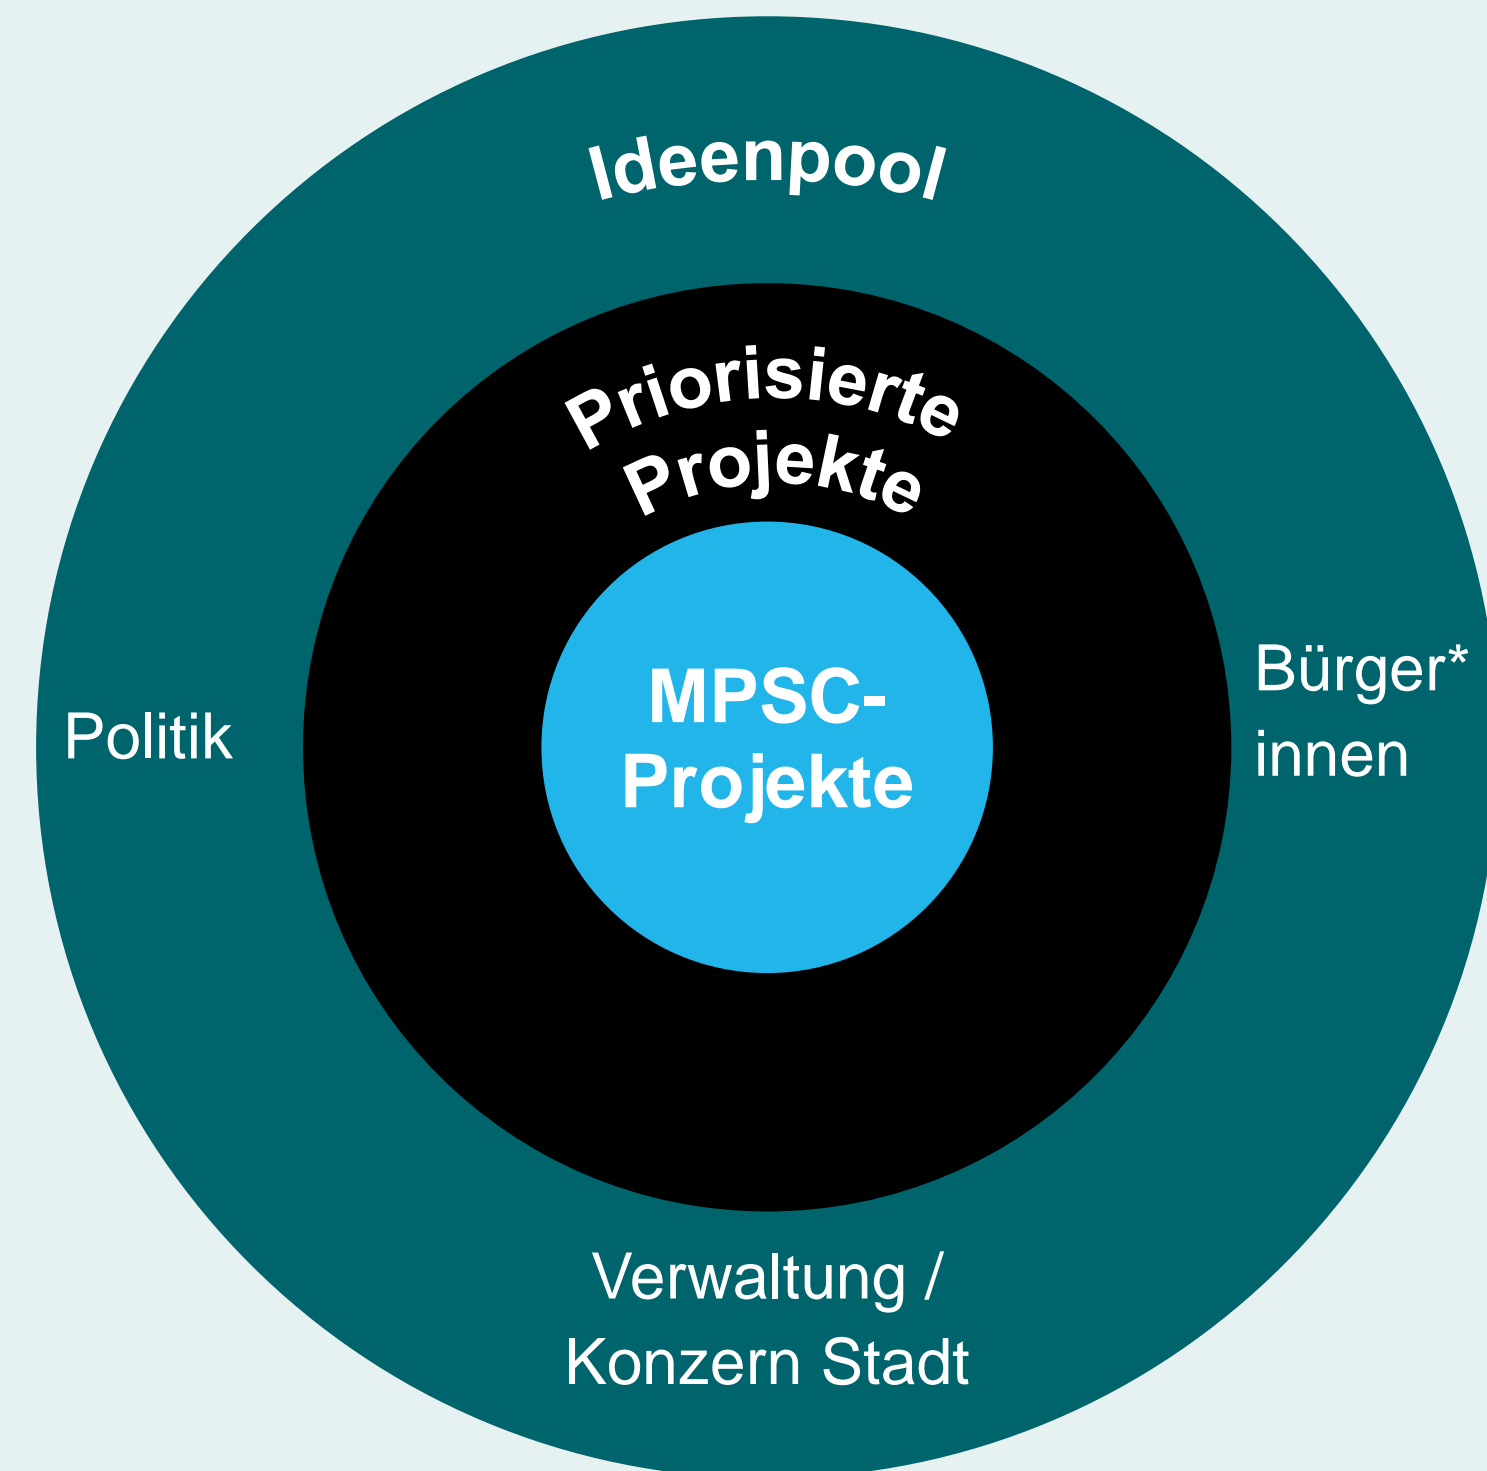 Ideenpool
Priorisierte
Projekte
MPSC-
Projekte
Politik
Bürger*
innen
Verwaltung /
Konzern Stadt